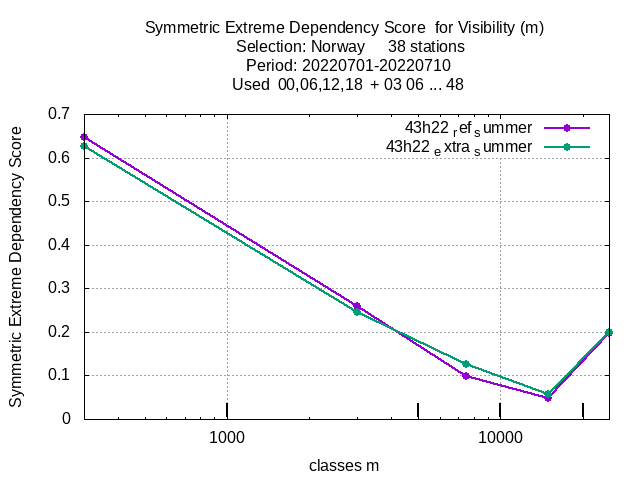 Symmetric Extreme Dependency Score for Visibility (m)
Selection: Norway 38 stations
Period: 20220701-20220710
Used 00,06,12,18 + 03 06 ... 48
43h22 ref summer
43h22 extra summer
Symmetric Extreme Dependency Score
0.7
0.6
0.5
0.4
0.3
0.2
0.1
0
1000 10000
classes m